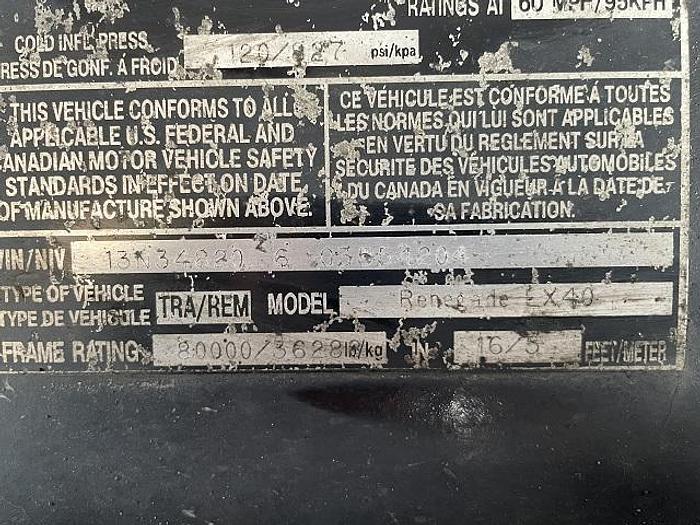 RATINGS AT 60 MPH/95KPH
COLD INFL. PRESS
PRESS DE GONF. A FROID 120/827 psi/kpa
THIS VEHICLE CONFORMS TO ALL
APPLICABLE U.S. FEDERAL AND
CANADIAN MOTOR VEHICLE SAFETY
STANDARDS IN EFFECT ON DATE
OF MANUFACTURE SHOWN ABOVE.
CE VÉHICULE EST CONFORME À TOUTES
LES NORMES QUI LUI SONT APPLICABLES
EN VERTU DU REGLEMENT SUR LA
SÉCURITÉ DES VÉHICULES AUTOMOBILES
DU CANADA EN VIGUEUR À LA DATE DE
SA FABRICATION.
VIN/NIV
TYPE OF VEHICLE
TYPE DE VÉHICULE TRA/REM MODEL Renegade LX40
FRAME RATING 80000/36288 lb/kg IN 16/5 FEET/METER